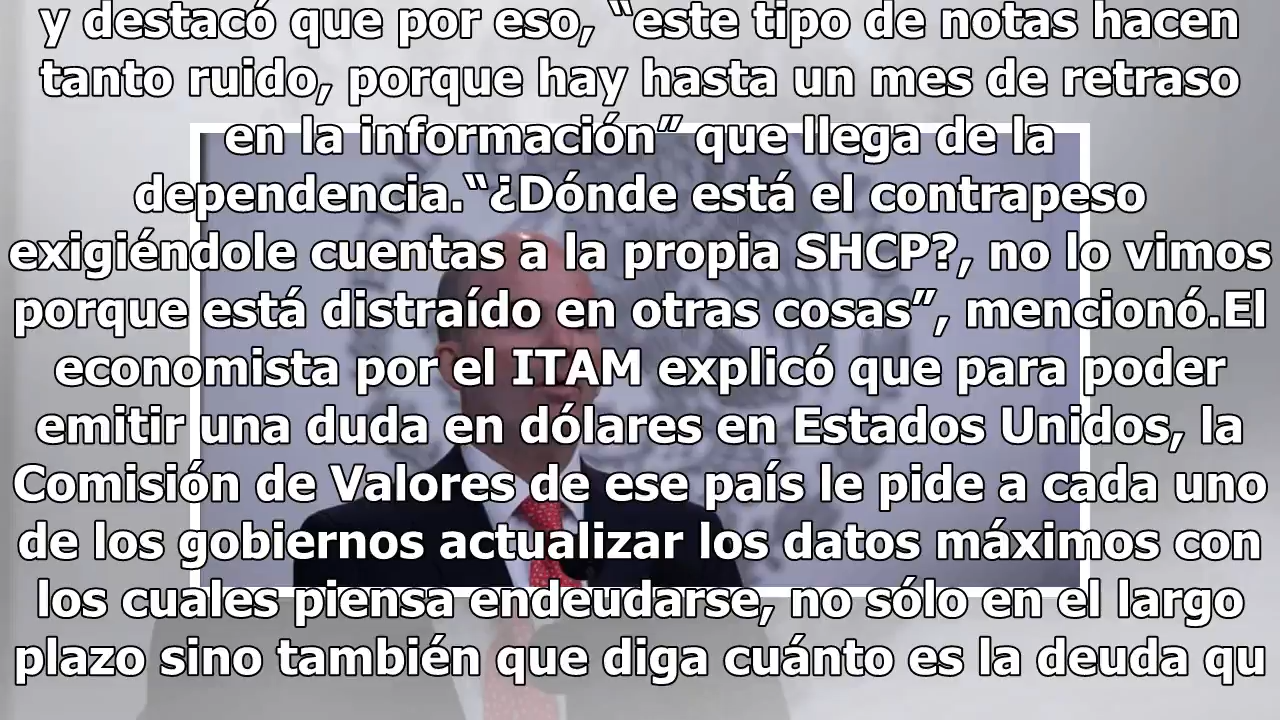 y destacó que por eso, “este tipo de notas hacen
tanto ruido, porque hay hasta un mes de retraso
en la información” que llega de la
dependencia.“¿Dónde está el contrapeso
exigiéndole cuentas a la propia SHCP?, no lo vimos
porque está distraído en otras cosas”, mencionó.El
economista por el ITAM explicó que para poder
emitir una duda en dólares en Estados Unidos, la
Comisión de Valores de ese país le pide a cada uno
de los gobiernos actualizar los datos máximos con
los cuales piensa endeudarse, no sólo en el largo
plazo sino también que diga cuánto es la deuda qu